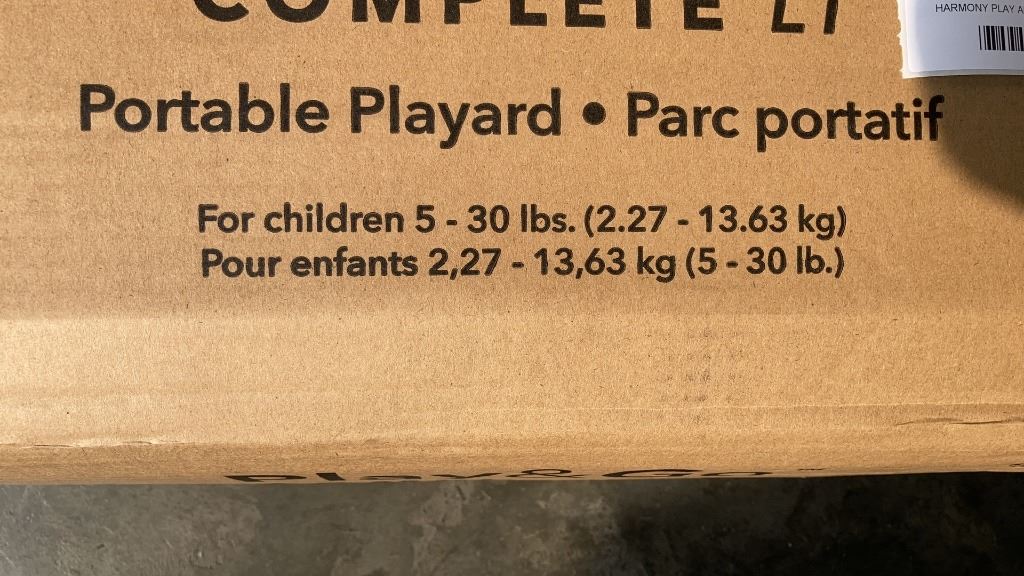 COMPLETE
HARMONY PLAY
Portable Playard • Parc portatif
For children 5 - 30 lbs. (2.27 - 13.63 kg)
Pour enfants 2,27 - 13,63 kg (5 - 30 lb.)